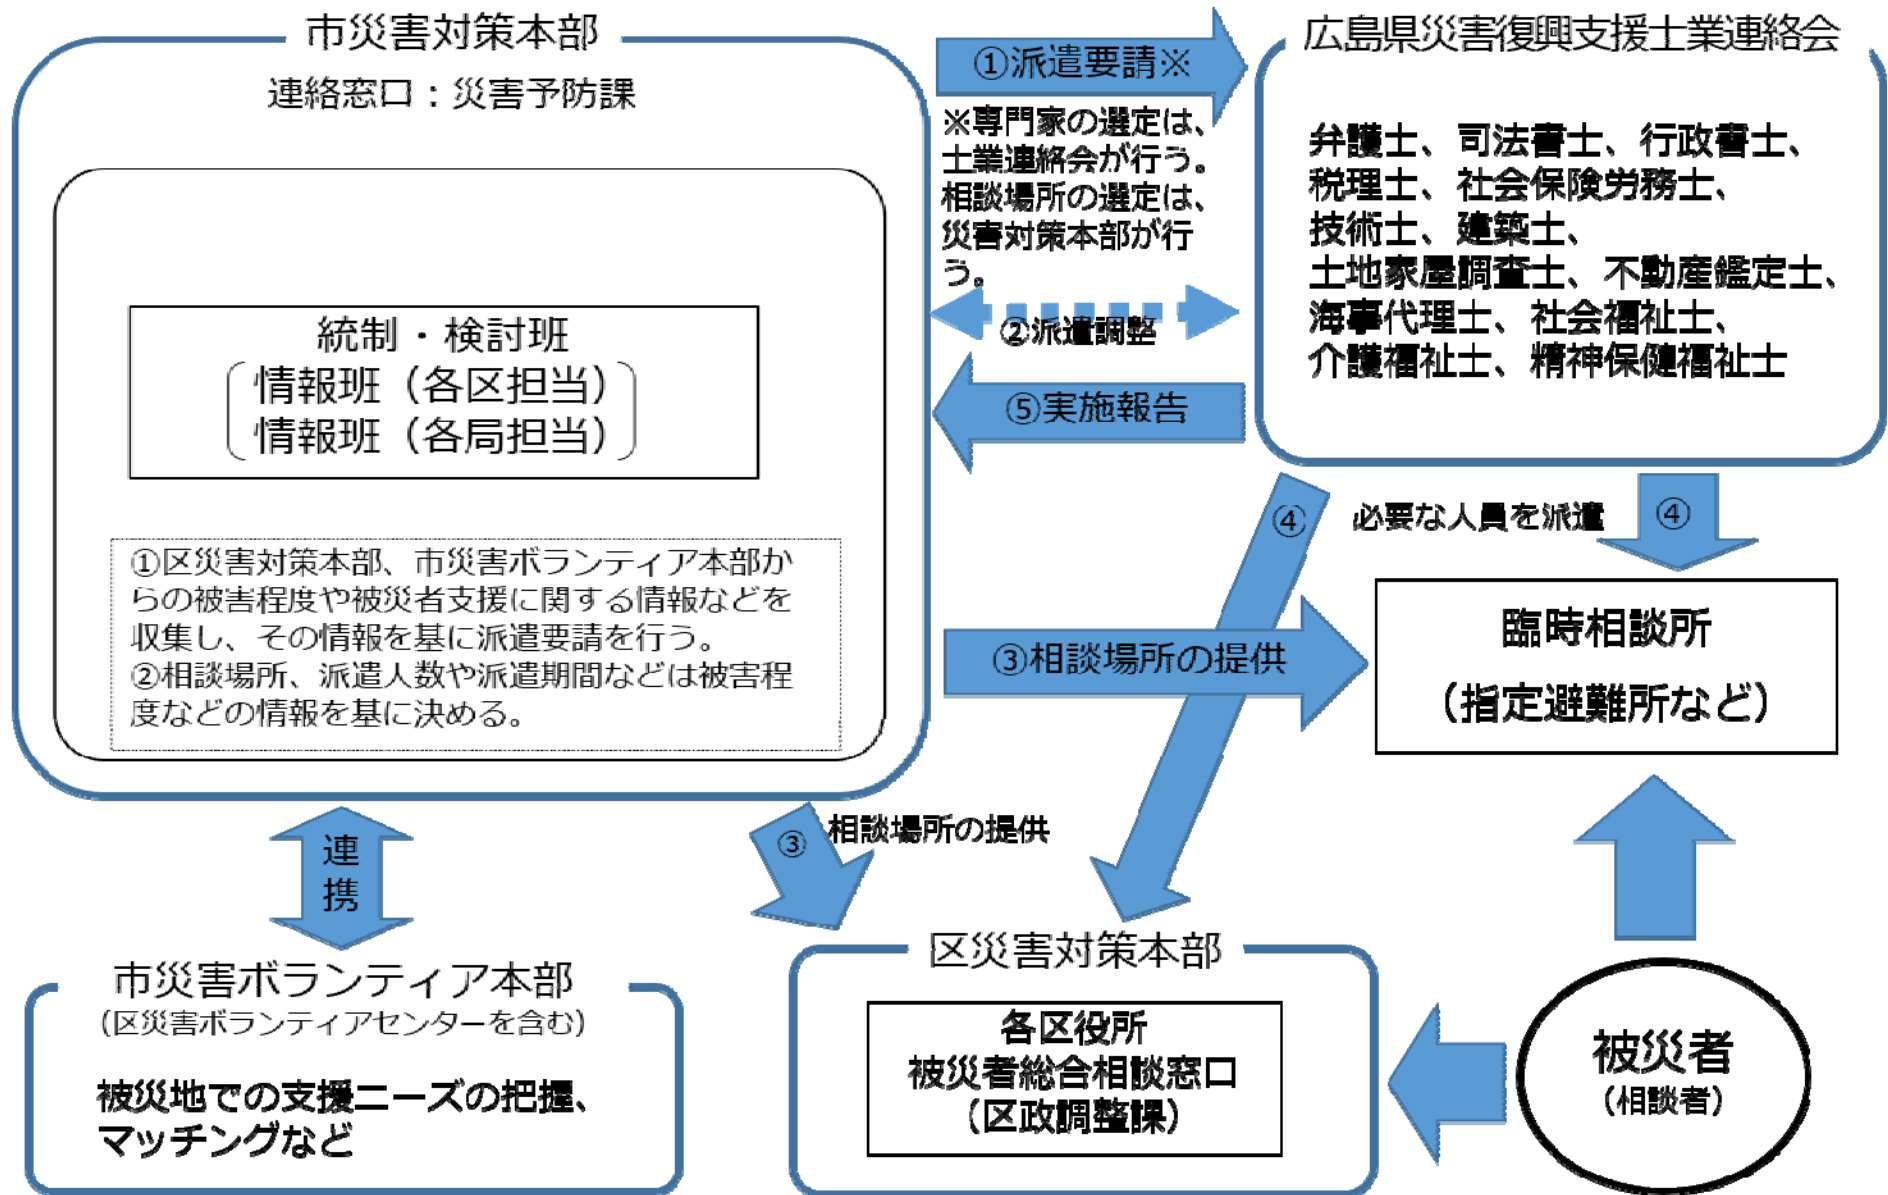 市災害対策本部
連絡窓口：災害予防課
統制・検討班
情報班（各区担当）
情報班（各局担当）
①区災害対策本部、市災害ボランティア本部か
らの被害程度や被災者支援に関する情報などを
収集し、その情報を基に派遣要請を行う。
②相談場所、派遣人数や派遣期間などは被害程
度などの情報を基に決める。
①派遣要請※
※専門家の選定は、
士業連絡会が行う。
相談場所の選定は、
災害対策本部が行
う。
②派遣調整
⑤実施報告
広島県災害復興支援士業連絡会
弁護士、司法書士、行政書士、
税理士、社会保険労務士、
技術士、建築士、
土地家屋調査士、不動産鑑定士、
海事代理士、社会福祉士、
介護福祉士、精神保健福祉士
④
必要な人員を派遣
④
③相談場所の提供
臨時相談所
（指定避難所など）
連
携
③
相談場所の提供
市災害ボランティア本部
（区災害ボランティアセンターを含む）
被災地での支援ニーズの把握、
マッチングなど
区災害対策本部
各区役所
被災者総合相談窓口
（区政調整課）
被災者
（相談者）